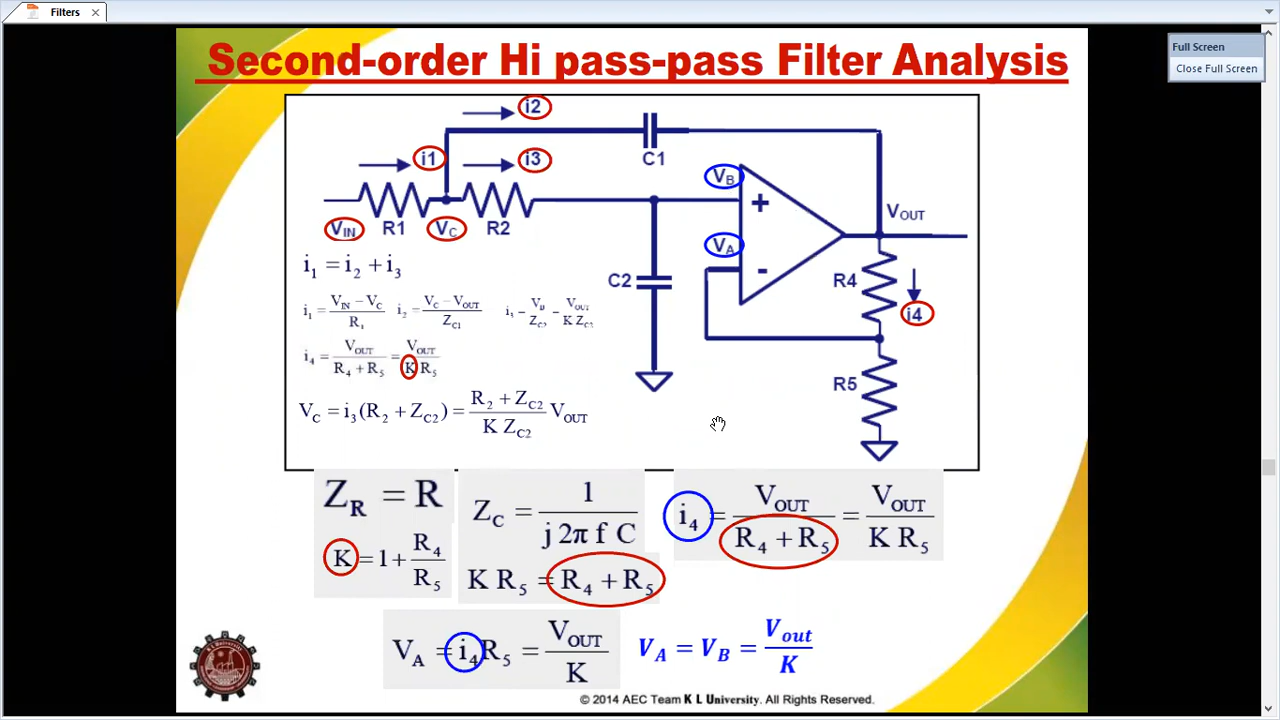 Filters
Full Screen
Close Full Screen
Second-order Hi pass-pass Filter Analysis
i2
C1
i1
i3
V_B
+
V_OUT
V_IN
R1
V_C
R2
V_A
-
C2
R4
i4
R5
i₁ = i₂ + i₃
i₁ = (V_IN − V_C) / R₁   i₂ = (V_C − V_OUT) / Z_C1   i₃ = V_B / Z_C2 = V_OUT / (K Z_C2)
i₄ = V_OUT / (R₄ + R₅) = V_OUT / (K R₅)
V_C = i₃(R₂ + Z_C2) = (R₂ + Z_C2) / (K Z_C2) V_OUT
Z_R = R
K = 1 + R₄ / R₅
Z_C = 1 / (j 2π f C)
K R₅ = R₄ + R₅
i₄ = V_OUT / (R₄ + R₅) = V_OUT / (K R₅)
V_A = i₄ R₅ = V_OUT / K
V_A = V_B = V_out / K
© 2014 AEC Team K L University. All Rights Reserved.